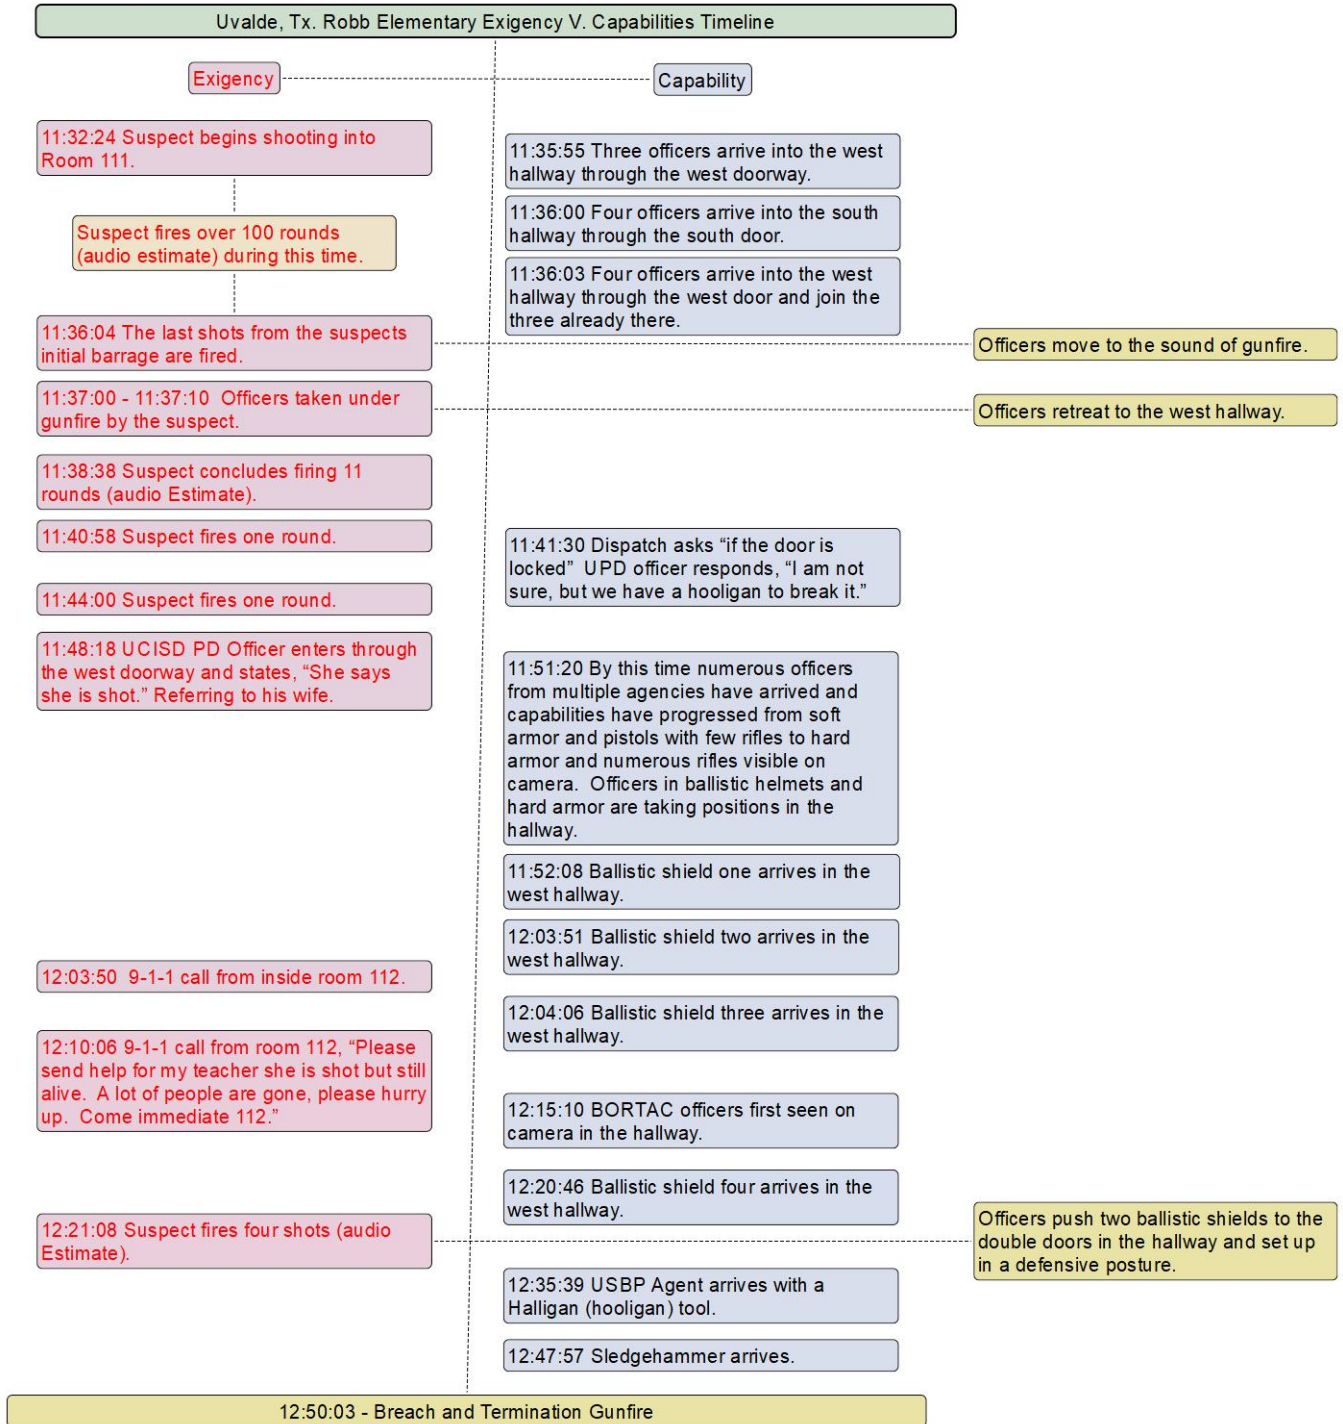 Uvalde, Tx. Robb Elementary Exigency V. Capabilities Timeline
Exigency
Capability
11:32:24 Suspect begins shooting into
Room 111.
Suspect fires over 100 rounds
(audio estimate) during this time.
11:35:55 Three officers arrive into the west
hallway through the west doorway.
11:36:00 Four officers arrive into the south
hallway through the south door.
11:36:03 Four officers arrive into the west
hallway through the west door and join the
three already there.
11:36:04 The last shots from the suspects
initial barrage are fired.
Officers move to the sound of gunfire.
11:37:00 - 11:37:10  Officers taken under
gunfire by the suspect.
Officers retreat to the west hallway.
11:38:38 Suspect concludes firing 11
rounds (audio Estimate).
11:40:58 Suspect fires one round.
11:41:30 Dispatch asks “if the door is
locked”  UPD officer responds, “I am not
sure, but we have a hooligan to break it.”
11:44:00 Suspect fires one round.
11:48:18 UCISD PD Officer enters through
the west doorway and states, “She says
she is shot.” Referring to his wife.
11:51:20 By this time numerous officers
from multiple agencies have arrived and
capabilities have progressed from soft
armor and pistols with few rifles to hard
armor and numerous rifles visible on
camera.  Officers in ballistic helmets and
hard armor are taking positions in the
hallway.
11:52:08 Ballistic shield one arrives in the
west hallway.
12:03:51 Ballistic shield two arrives in the
west hallway.
12:03:50  9-1-1 call from inside room 112.
12:04:06 Ballistic shield three arrives in the
west hallway.
12:10:06 9-1-1 call from room 112, “Please
send help for my teacher she is shot but still
alive.  A lot of people are gone, please hurry
up.  Come immediate 112.”
12:15:10 BORTAC officers first seen on
camera in the hallway.
12:20:46 Ballistic shield four arrives in the
west hallway.
12:21:08 Suspect fires four shots (audio
Estimate).
Officers push two ballistic shields to the
double doors in the hallway and set up
in a defensive posture.
12:35:39 USBP Agent arrives with a
Halligan (hooligan) tool.
12:47:57 Sledgehammer arrives.
12:50:03 - Breach and Termination Gunfire